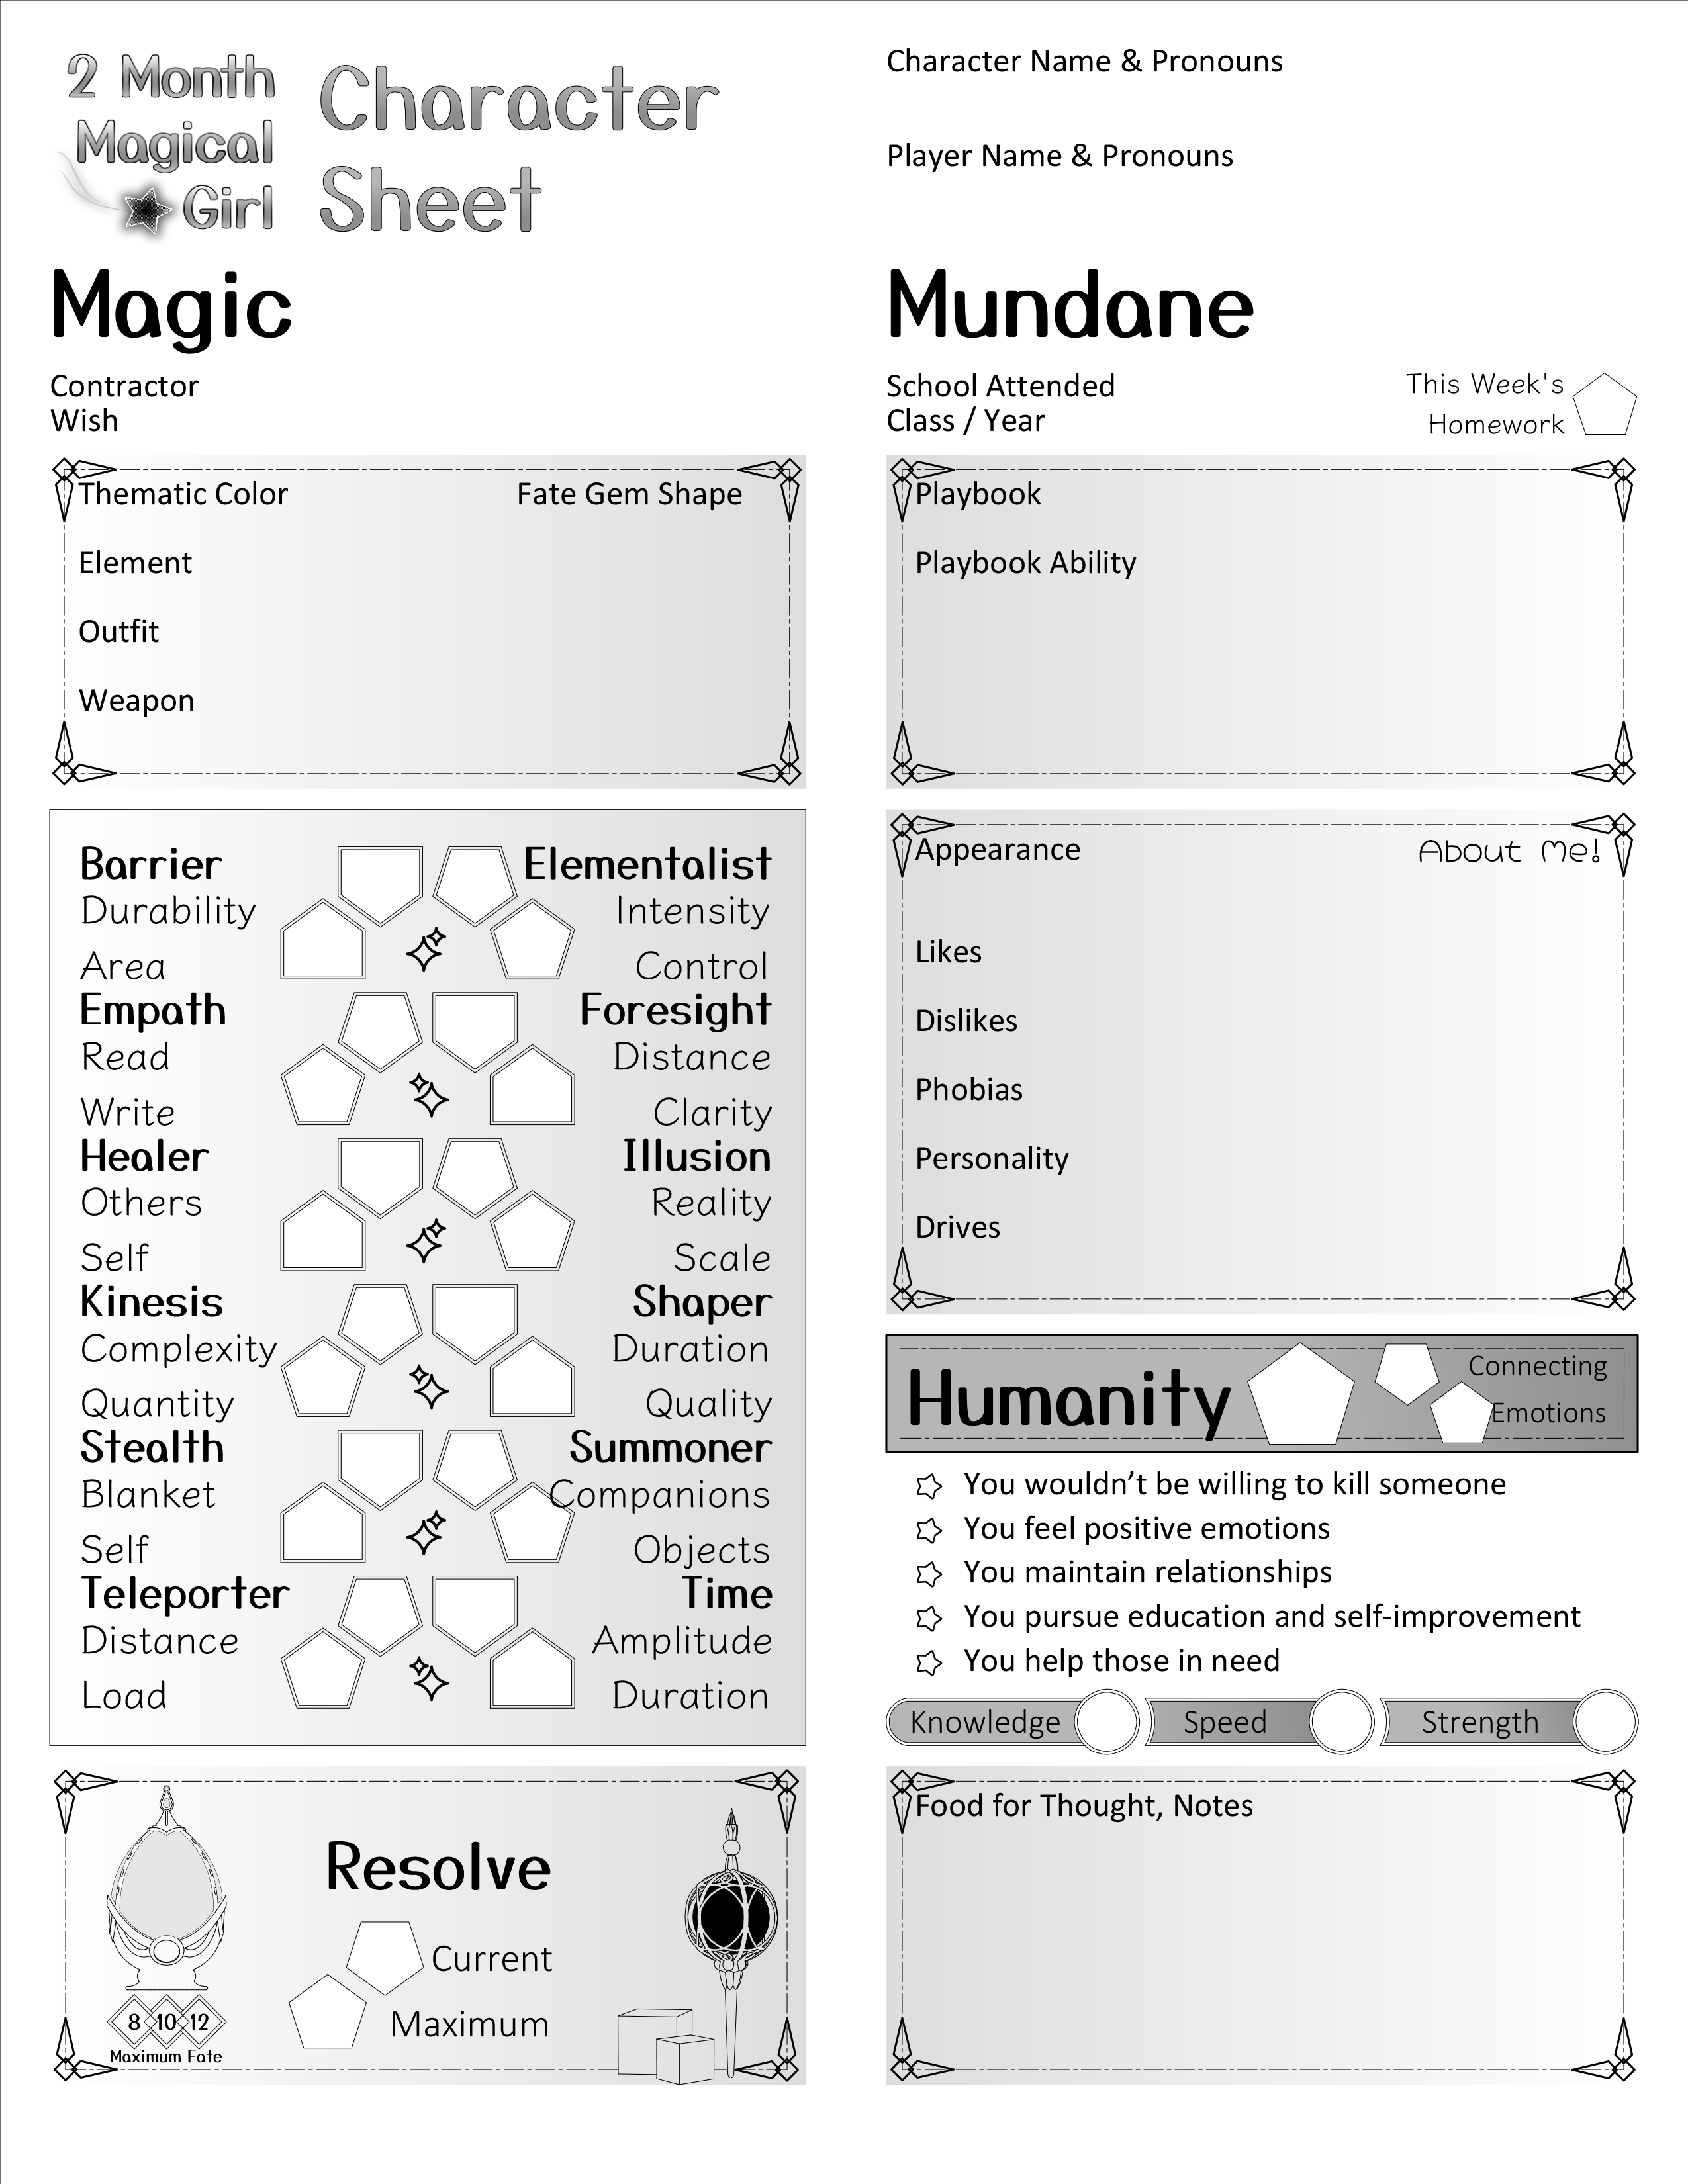 2 Month
Magical
Girl
Character
Sheet
Character Name & Pronouns
Player Name & Pronouns
Magic
Contractor
Wish
Thematic Color Fate Gem Shape
Element
Outfit
Weapon
Barrier Elementalist
Durability Intensity
Area Control
Empath Foresight
Read Distance
Write Clarity
Healer Illusion
Others Reality
Self Scale
Kinesis Shaper
Complexity Duration
Quantity Quality
Stealth Summoner
Blanket Companions
Self Objects
Teleporter Time
Distance Amplitude
Load Duration
Resolve
Current
Maximum
8 10 12
Maximum Fate
Mundane
School Attended
Class / Year
This Week's
Homework
Playbook
Playbook Ability
Appearance About Me!
Likes
Dislikes
Phobias
Personality
Drives
Humanity
Connecting
Emotions
You wouldn’t be willing to kill someone
You feel positive emotions
You maintain relationships
You pursue education and self-improvement
You help those in need
Knowledge Speed Strength
Food for Thought, Notes